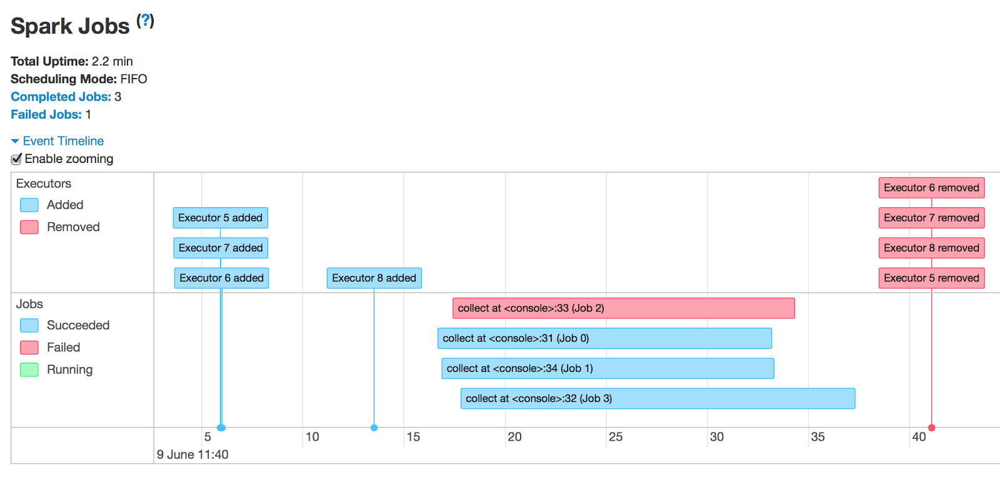 Spark Jobs (?)
Total Uptime: 2.2 min
Scheduling Mode: FIFO
Completed Jobs: 3
Failed Jobs: 1
Event Timeline
Enable zooming
Executors
Added
Removed
Executor 5 added
Executor 7 added
Executor 6 added
Executor 8 added
Executor 6 removed
Executor 7 removed
Executor 8 removed
Executor 5 removed
Jobs
Succeeded
Failed
Running
collect at <console>:33 (Job 2)
collect at <console>:31 (Job 0)
collect at <console>:34 (Job 1)
collect at <console>:32 (Job 3)
5 10 15 20 25 30 35 40
9 June 11:40